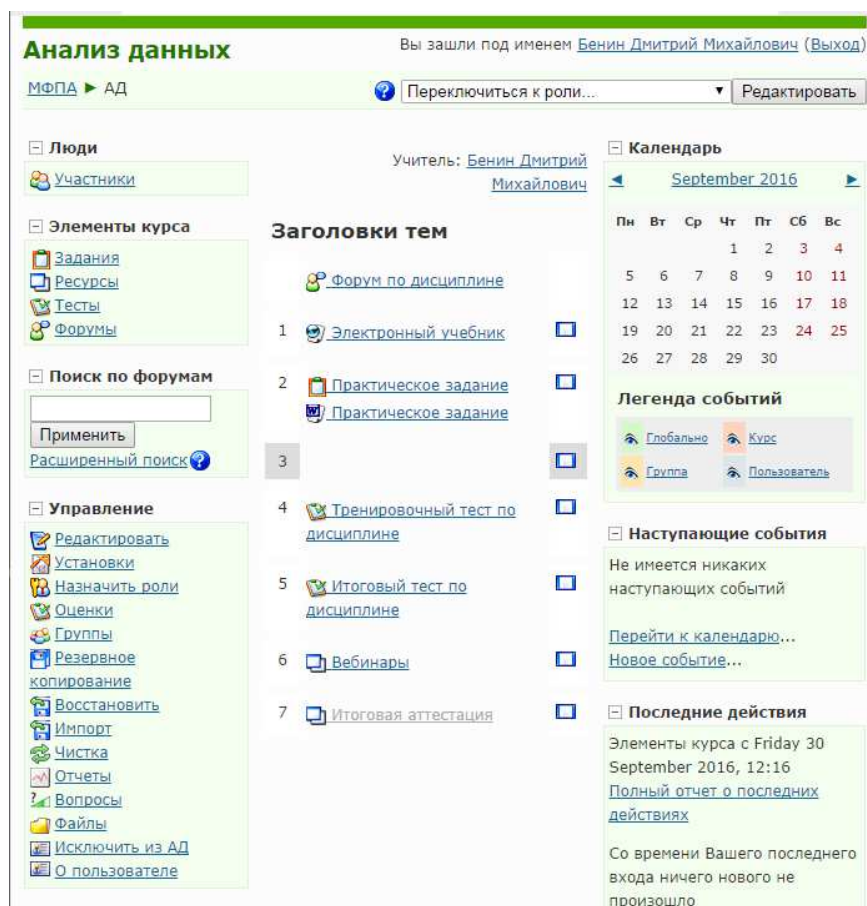 Анализ данных
Вы зашли под именем Бенин Дмитрий Михайлович (Выход)
МФПА ► АД
Переключиться к роли...
Редактировать
Люди
Участники
Элементы курса
Задания
Ресурсы
Тесты
Форумы
Поиск по форумам
Применить
Расширенный поиск
Управление
Редактировать
Установки
Назначить роли
Оценки
Группы
Резервное
копирование
Восстановить
Импорт
Чистка
Отчеты
Вопросы
Файлы
Исключить из АД
О пользователе
Учитель: Бенин Дмитрий
Михайлович
Заголовки тем
Форум по дисциплине
1 Электронный учебник
2 Практическое задание
Практическое задание
3
4 Тренировочный тест по
дисциплине
5 Итоговый тест по
дисциплине
6 Вебинары
7 Итоговая аттестация
Календарь
◄ September 2016 ►
Пн Вт Ср Чт Пт Сб Вс
1 2 3 4
5 6 7 8 9 10 11
12 13 14 15 16 17 18
19 20 21 22 23 24 25
26 27 28 29 30
Легенда событий
Глобально Курс
Группа Пользователь
Наступающие события
Не имеется никаких
наступающих событий
Перейти к календарю...
Новое событие...
Последние действия
Элементы курса с Friday 30
September 2016, 12:16
Полный отчет о последних
действиях
Со времени Вашего последнего
входа ничего нового не
произошло